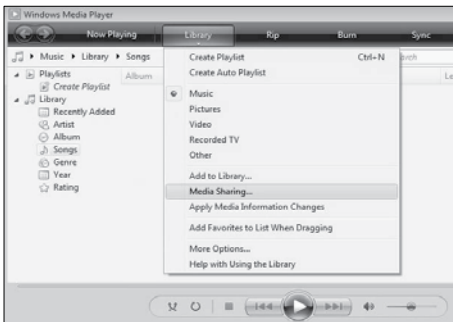 Windows Media Player
Now Playing Library Rip Burn Sync
Music Library Songs
Create Playlist Ctrl+N
Playlists Album
Create Auto Playlist
Create Playlist
Library
Music
Recently Added
Pictures
Artist
Video
Album
Recorded TV
Songs
Other
Genre
Year
Add to Library...
Rating
Media Sharing...
Apply Media Information Changes
Add Favorites to List When Dragging
More Options...
Help with Using the Library